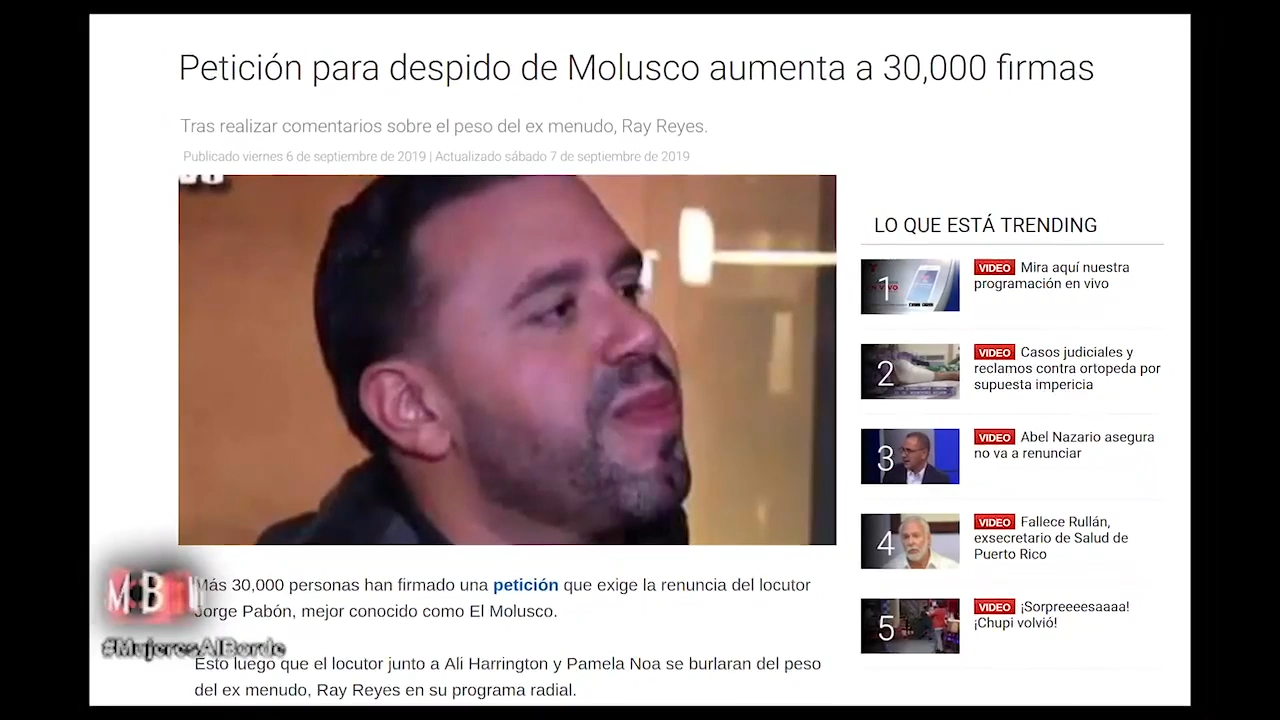 Petición para despido de Molusco aumenta a 30,000 firmas
Tras realizar comentarios sobre el peso del ex menudo, Ray Reyes.
Publicado viernes 6 de septiembre de 2019 | Actualizado sábado 7 de septiembre de 2019
LO QUE ESTÁ TRENDING
1
VIDEO Mira aquí nuestra
programación en vivo
2
VIDEO Casos judiciales y
reclamos contra ortopeda por
supuesta impericia
3
VIDEO Abel Nazario asegura
no va a renunciar
4
VIDEO Fallece Rullán,
exsecretario de Salud de
Puerto Rico
5
VIDEO ¡Sorpreeeesaaaa!
¡Chupi volvió!
Más 30,000 personas han firmado una petición que exige la renuncia del locutor
Jorge Pabón, mejor conocido como El Molusco.
Esto luego que el locutor junto a Ali Harrington y Pamela Noa se burlaran del peso
del ex menudo, Ray Reyes en su programa radial.
#MujeresAlBorde